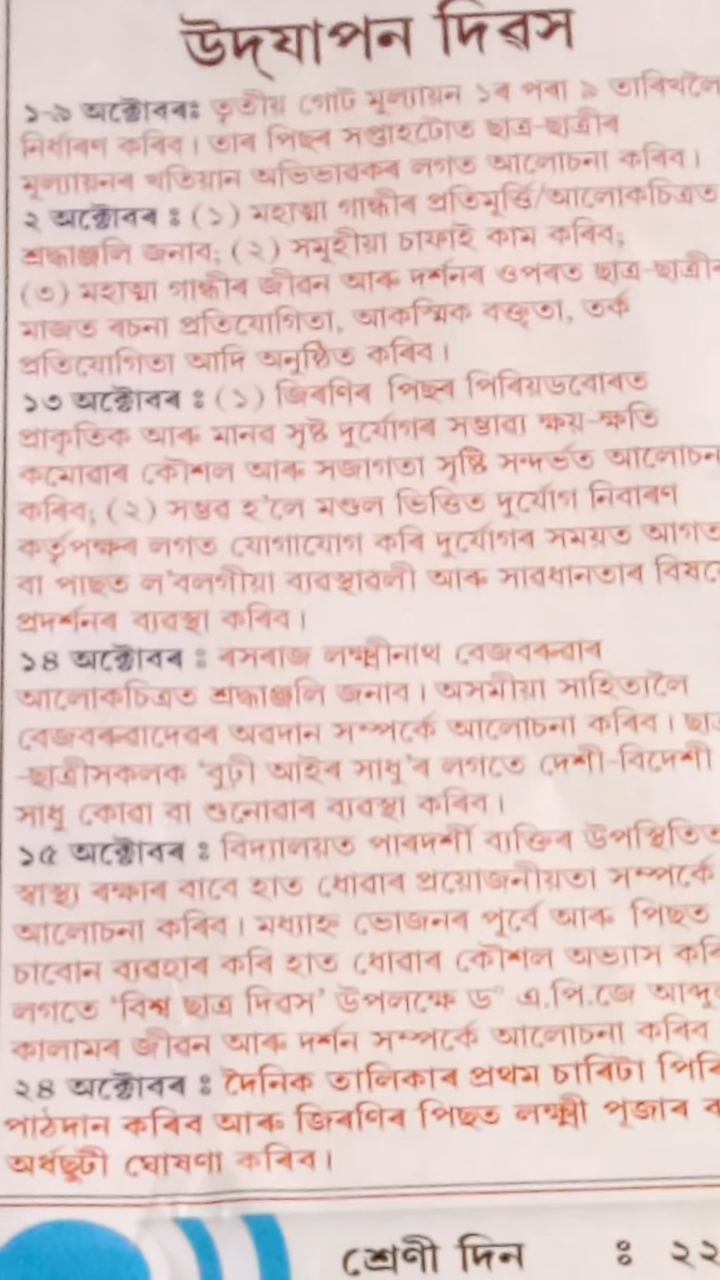 উদ্‌যাপন দিৱস
১-৯ অক্টোবৰঃ তৃতীয় গোট মূল্যায়ন ১ৰ পৰা ৯ তাৰিখলৈ
নিৰ্ধাৰণ কৰিব। তাৰ পিছৰ সপ্তাহটোত ছাত্ৰ-ছাত্ৰীৰ
মূল্যায়নৰ খতিয়ান অভিভাৱকৰ লগত আলোচনা কৰিব।
২ অক্টোবৰ ঃ (১) মহাত্মা গান্ধীৰ প্ৰতিমূৰ্ত্তি/আলোকচিত্ৰত
শ্ৰদ্ধাঞ্জলি জনাব; (২) সমূহীয়া চাফাই কাম কৰিব;
(৩) মহাত্মা গান্ধীৰ জীৱন আৰু দৰ্শনৰ ওপৰত ছাত্ৰ-ছাত্ৰীৰ
মাজত ৰচনা প্ৰতিযোগিতা, আকস্মিক বক্তৃতা, তৰ্ক
প্ৰতিযোগিতা আদি অনুষ্ঠিত কৰিব।
১৩ অক্টোবৰ ঃ (১) জিৰণিৰ পিছৰ পিৰিয়ডবোৰত
প্ৰাকৃতিক আৰু মানৱ সৃষ্ট দুৰ্যোগৰ সম্ভাব্য ক্ষয়-ক্ষতি
কমোৱাৰ কৌশল আৰু সজাগতা সৃষ্টি সন্দৰ্ভত আলোচন
কৰিব; (২) সম্ভৱ হ'লে মণ্ডল ভিত্তিত দুৰ্যোগ নিবাৰণ
কৰ্তৃপক্ষৰ লগত যোগাযোগ কৰি দুৰ্যোগৰ সময়ত আগত
বা পাছত ল'বলগীয়া ব্যৱস্থাৱলী আৰু সাৱধানতাৰ বিষয়ে
প্ৰদৰ্শনৰ ব্যৱস্থা কৰিব।
১৪ অক্টোবৰ ঃ ৰসৰাজ লক্ষ্মীনাথ বেজবৰুৱাৰ
আলোকচিত্ৰত শ্ৰদ্ধাঞ্জলি জনাব। অসমীয়া সাহিত্যলৈ
বেজবৰুৱাদেৱৰ অৱদান সম্পৰ্কে আলোচনা কৰিব। ছাত্
-ছাত্ৰীসকলক 'বুঢ়ী আইৰ সাধু'ৰ লগতে দেশী-বিদেশী
সাধু কোৱা বা শুনোৱাৰ ব্যৱস্থা কৰিব।
১৫ অক্টোবৰ ঃ বিদ্যালয়ত পাৰদৰ্শী ব্যক্তিৰ উপস্থিতিত
স্বাস্থ্য ৰক্ষাৰ বাবে হাত ধোৱাৰ প্ৰয়োজনীয়তা সম্পৰ্কে
আলোচনা কৰিব। মধ্যাহ্ন ভোজনৰ পূৰ্বে আৰু পিছত
চাবোন ব্যৱহাৰ কৰি হাত ধোৱাৰ কৌশল অভ্যাস কৰি
লগতে 'বিশ্ব ছাত্ৰ দিৱস' উপলক্ষে ড° এ.পি.জে আব্দু
কালামৰ জীৱন আৰু দৰ্শন সম্পৰ্কে আলোচনা কৰিব
২৪ অক্টোবৰ ঃ দৈনিক তালিকাৰ প্ৰথম চাৰিটা পিৰি
পাঠদান কৰিব আৰু জিৰণিৰ পিছত লক্ষ্মী পূজাৰ ব
অৰ্ধছুটী ঘোষণা কৰিব।
শ্ৰেণী দিন ঃ ২২